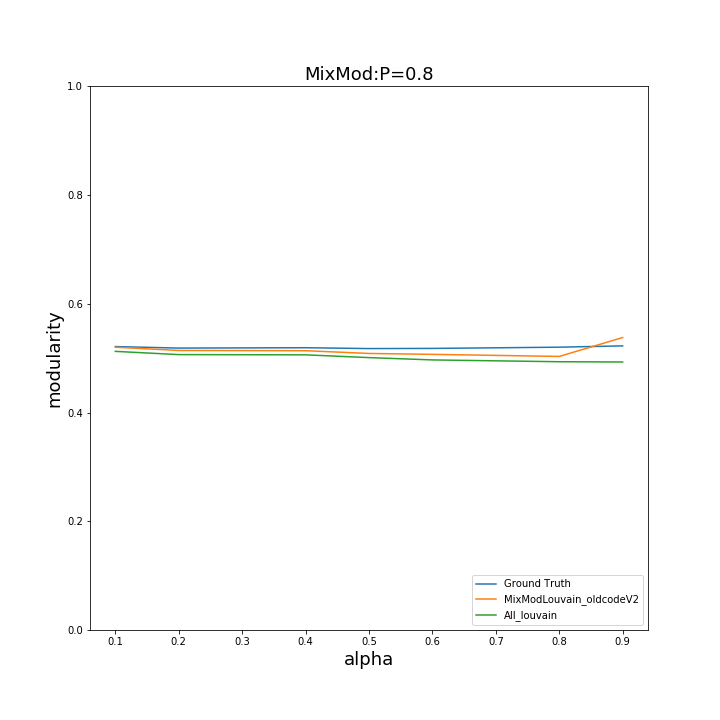 MixMod:P=0.8
modularity
1.0
0.8
0.6
0.4
0.2
0.0
0.1 0.2 0.3 0.4 0.5 0.6 0.7 0.8 0.9
alpha
Ground Truth
MixModLouvain_oldcodeV2
All_louvain